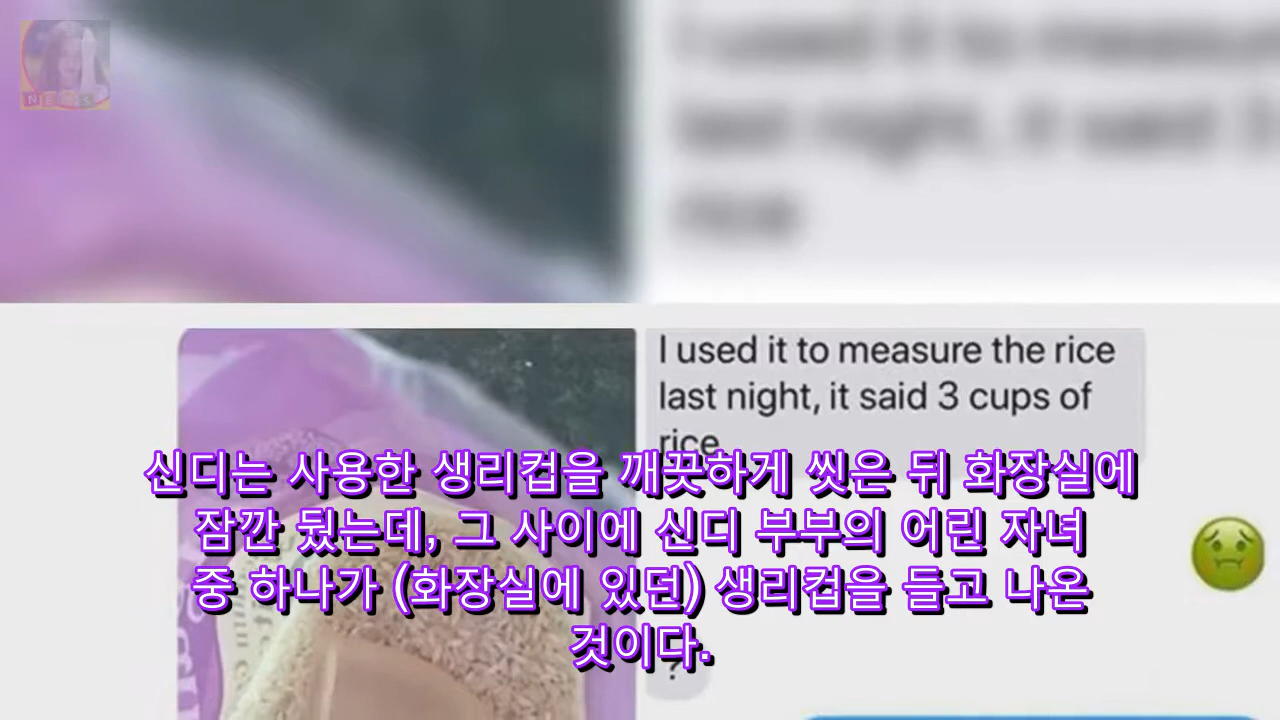 NEWS
I used it to measure the rice
last night, it said 3 cups of
rice
신디는 사용한 생리컵을 깨끗하게 씻은 뒤 화장실에
잠깐 뒀는데, 그 사이에 신디 부부의 어린 자녀
중 하나가 (화장실에 있던) 생리컵을 들고 나온
것이다.
?